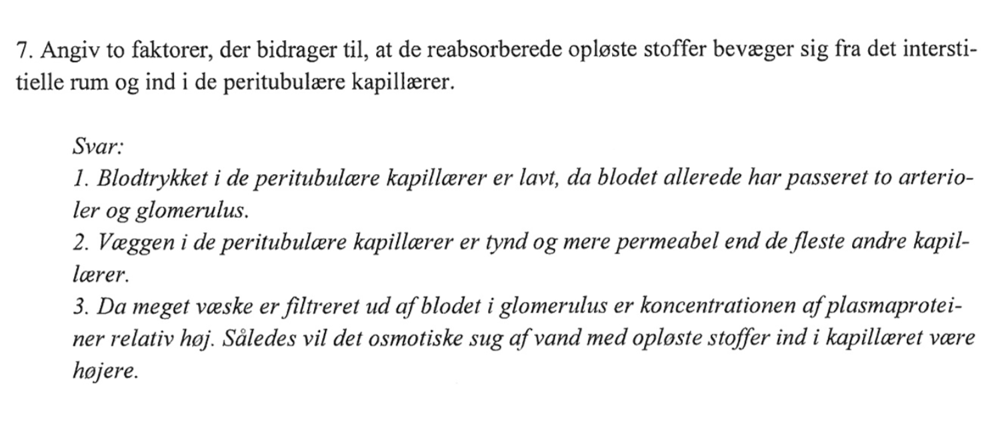 7. Angiv to faktorer, der bidrager til, at de reabsorberede opløste stoffer bevæger sig fra det intersti-
tielle rum og ind i de peritubulære kapillærer.
Svar:
1. Blodtrykket i de peritubulære kapillærer er lavt, da blodet allerede har passeret to arterio-
ler og glomerulus.
2. Væggen i de peritubulære kapillærer er tynd og mere permeabel end de fleste andre kapil-
lærer.
3. Da meget væske er filtreret ud af blodet i glomerulus er koncentrationen af plasmaprotei-
ner relativ høj. Således vil det osmotiske sug af vand med opløste stoffer ind i kapillæret være
højere.